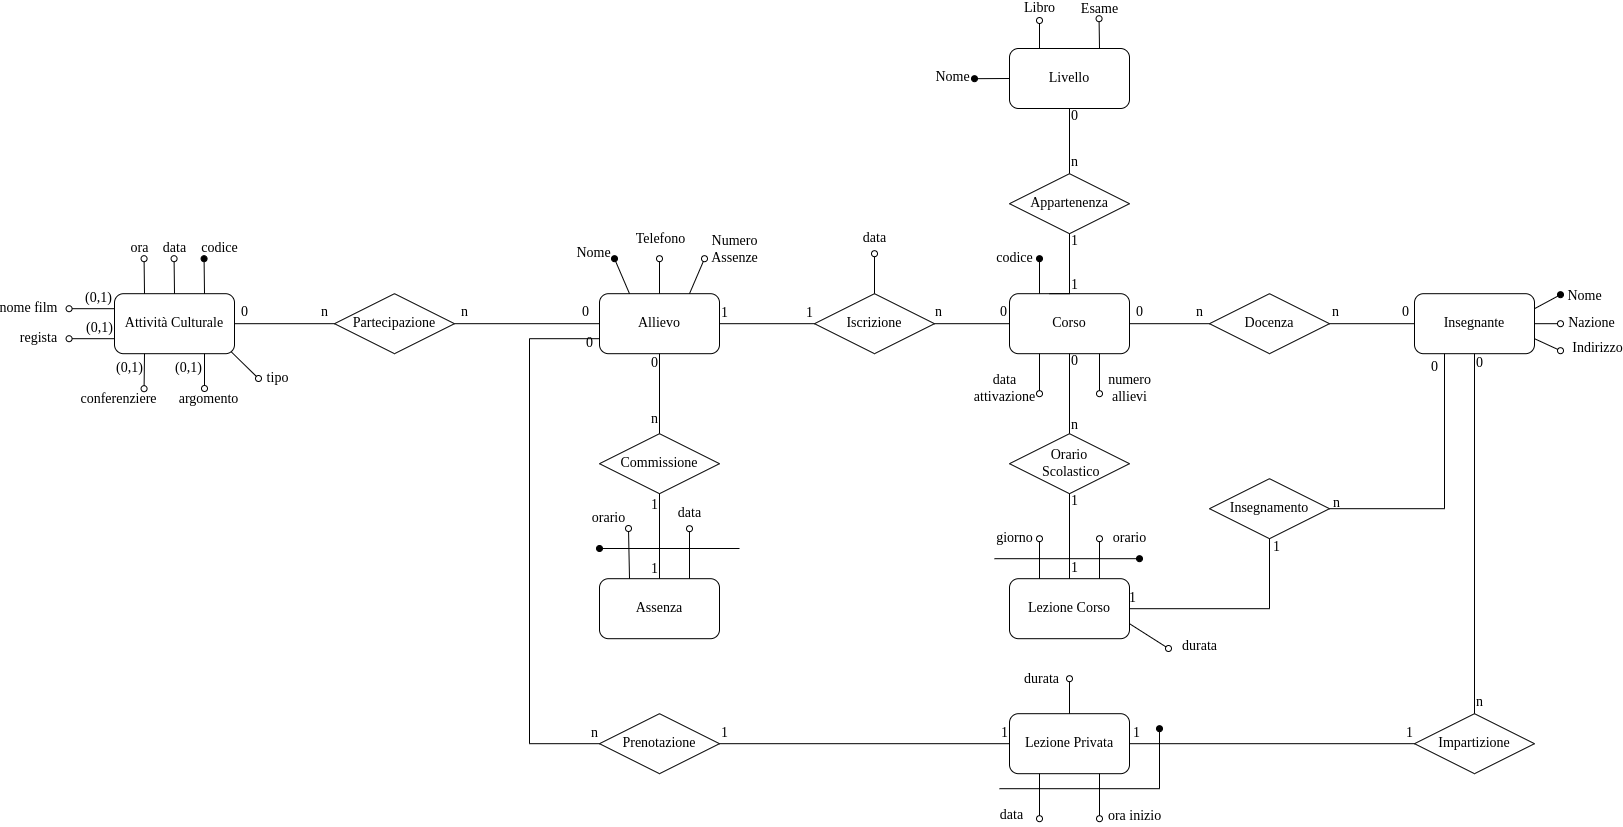 Libro
Esame
Nome
Livello
0
n
Appartenenza
1
1
ora
data
codice
nome film
(0,1)
regista
(0,1)
Attività Culturale
(0,1)
(0,1)
conferenziere
argomento
tipo
0
n
Partecipazione
n
0
0
Nome
Telefono
Numero
Assenze
Allievo
1
1
data
Iscrizione
n
0
codice
Corso
data
attivazione
numero
allievi
0
n
Docenza
n
0
Insegnante
Nome
Nazione
Indirizzo
0
0
0
n
Commissione
1
orario
data
1
Assenza
0
n
Orario
Scolastico
1
giorno
orario
1
Lezione Corso
1
durata
Insegnamento
n
1
durata
n
Prenotazione
1
1
Lezione Privata
1
1
n
Impartizione
data
ora inizio